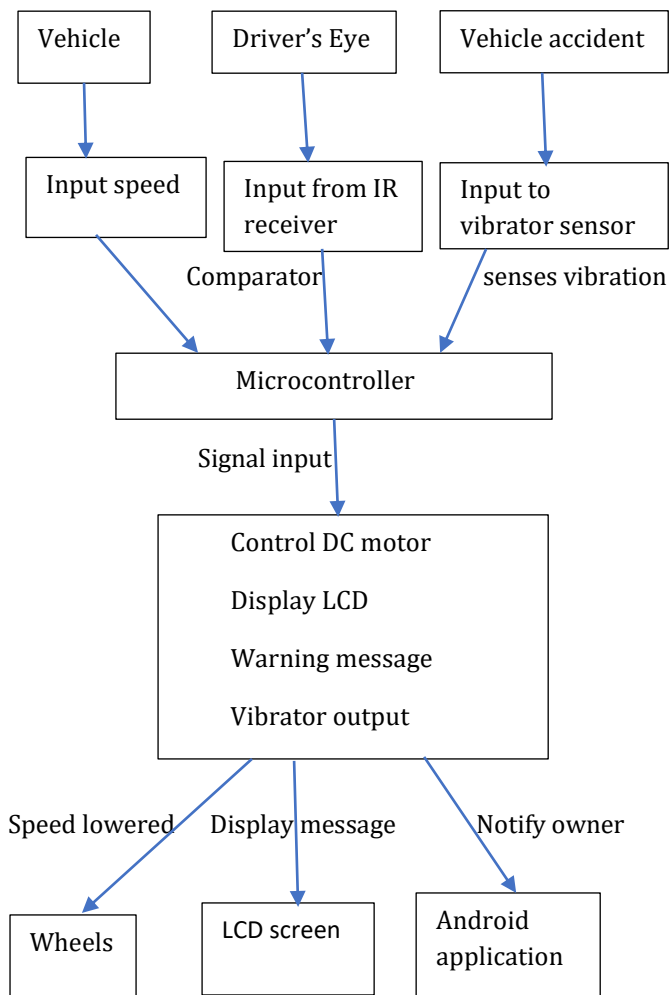 Vehicle
Driver’s Eye
Vehicle accident
Input speed
Input from IR
receiver
Input to
vibrator sensor
Comparator
senses vibration
Microcontroller
Signal input
Control DC motor
Display LCD
Warning message
Vibrator output
Speed lowered
Display message
Notify owner
Wheels
LCD screen
Android
application